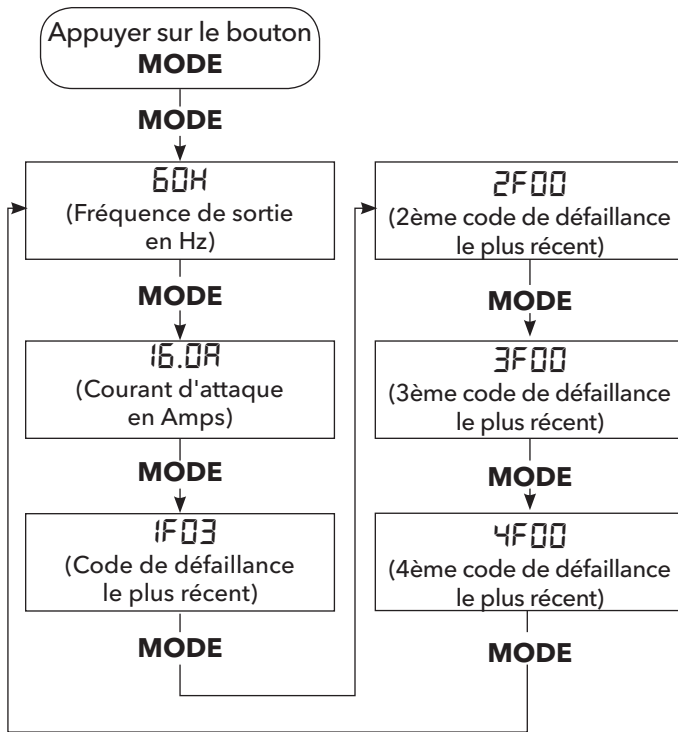 Appuyer sur le bouton
MODE
MODE
60H
(Fréquence de sortie
en Hz)
MODE
16.0A
(Courant d'attaque
en Amps)
MODE
1F03
(Code de défaillance
le plus récent)
MODE
2F00
(2ème code de défaillance
le plus récent)
MODE
3F00
(3ème code de défaillance
le plus récent)
MODE
4F00
(4ème code de défaillance
le plus récent)
MODE